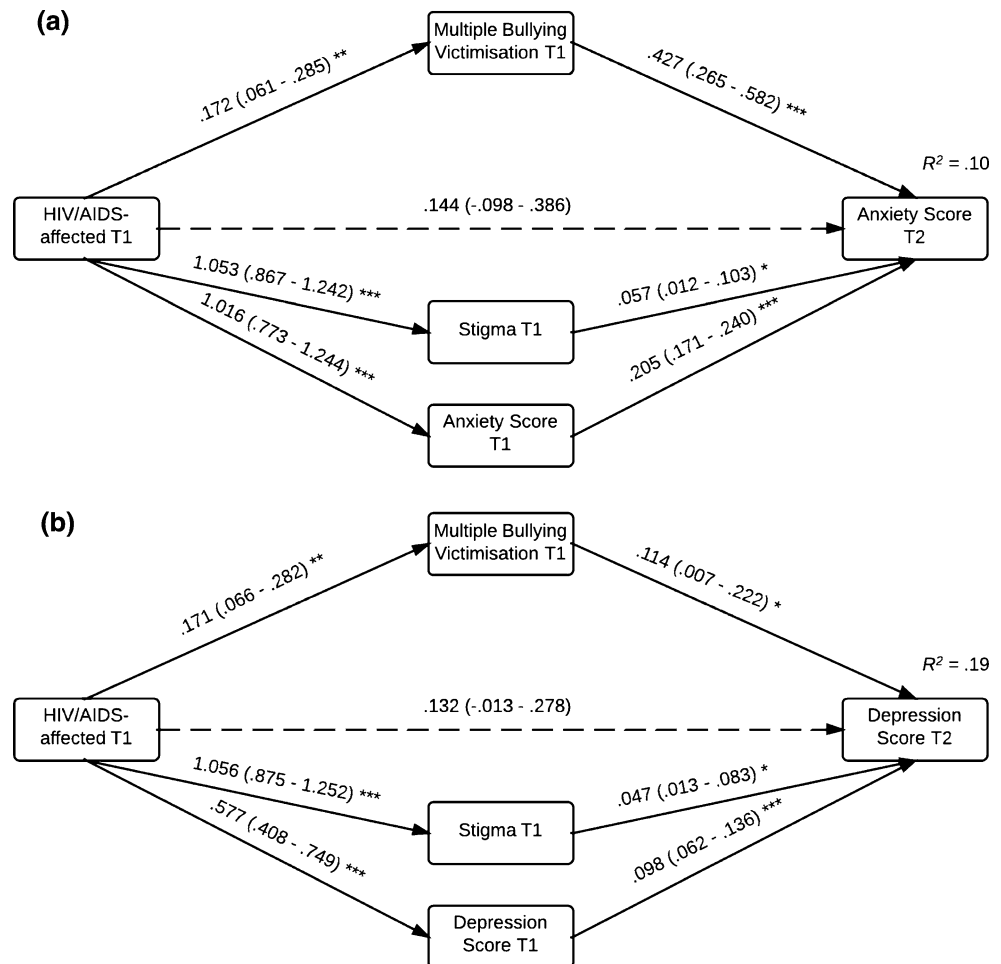 (a)
Multiple Bullying
Victimisation T1
.172 (.061 - .285) **
.427 (.265 - .582) ***
R² = .10
HIV/AIDS-
affected T1
.144 (-.098 - .386)
Anxiety Score
T2
1.053 (.867 - 1.242) ***
.057 (.012 - .103) *
Stigma T1
1.016 (.773 - 1.244) ***
.205 (.171 - .240) ***
Anxiety Score
T1
(b)
Multiple Bullying
Victimisation T1
.171 (.066 - .282) **
.114 (.007 - .222) *
R² = .19
HIV/AIDS-
affected T1
.132 (-.013 - .278)
Depression
Score T2
1.056 (.875 - 1.252) ***
.047 (.013 - .083) *
Stigma T1
.577 (.408 - .749) ***
.098 (.062 - .136) ***
Depression
Score T1